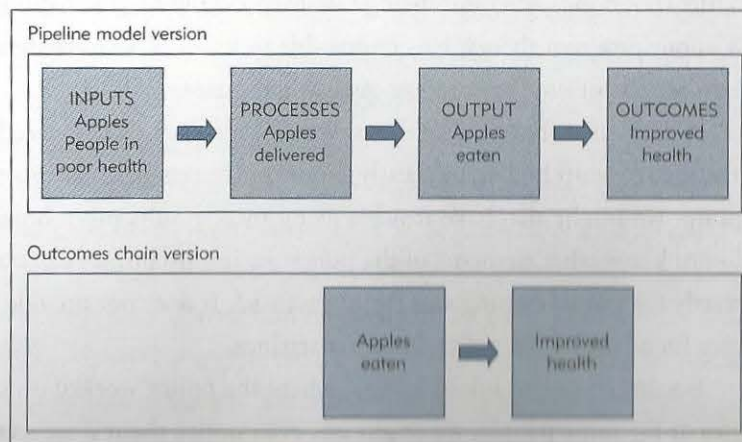 Pipeline model version
INPUTS
Apples
People in
poor health
PROCESSES
Apples
delivered
OUTPUT
Apples
eaten
OUTCOMES
Improved
health
Outcomes chain version
Apples
eaten
Improved
health